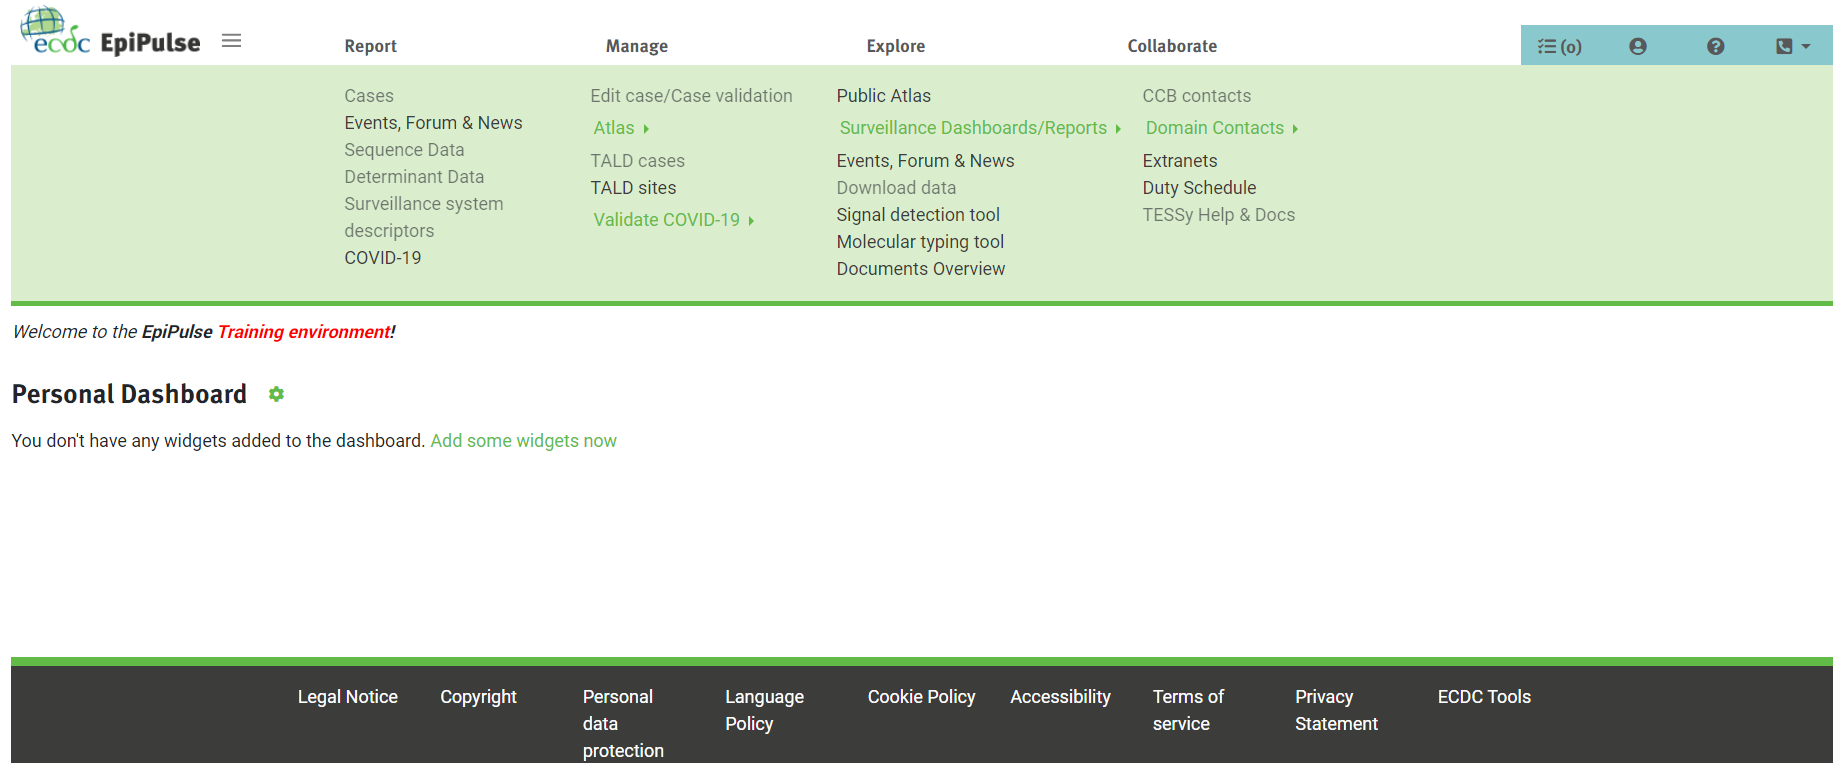 ecdc EpiPulse
Report Manage Explore Collaborate (0)
Cases
Events, Forum & News
Sequence Data
Determinant Data
Surveillance system
descriptors
COVID-19
Edit case/Case validation
Atlas
TALD cases
TALD sites
Validate COVID-19
Public Atlas
Surveillance Dashboards/Reports
Events, Forum & News
Download data
Signal detection tool
Molecular typing tool
Documents Overview
CCB contacts
Domain Contacts
Extranets
Duty Schedule
TESSy Help & Docs
Welcome to the EpiPulse Training environment!
Personal Dashboard
You don't have any widgets added to the dashboard. Add some widgets now
Legal Notice
Copyright
Personal
data
protection
Language
Policy
Cookie Policy
Accessibility
Terms of
service
Privacy
Statement
ECDC Tools